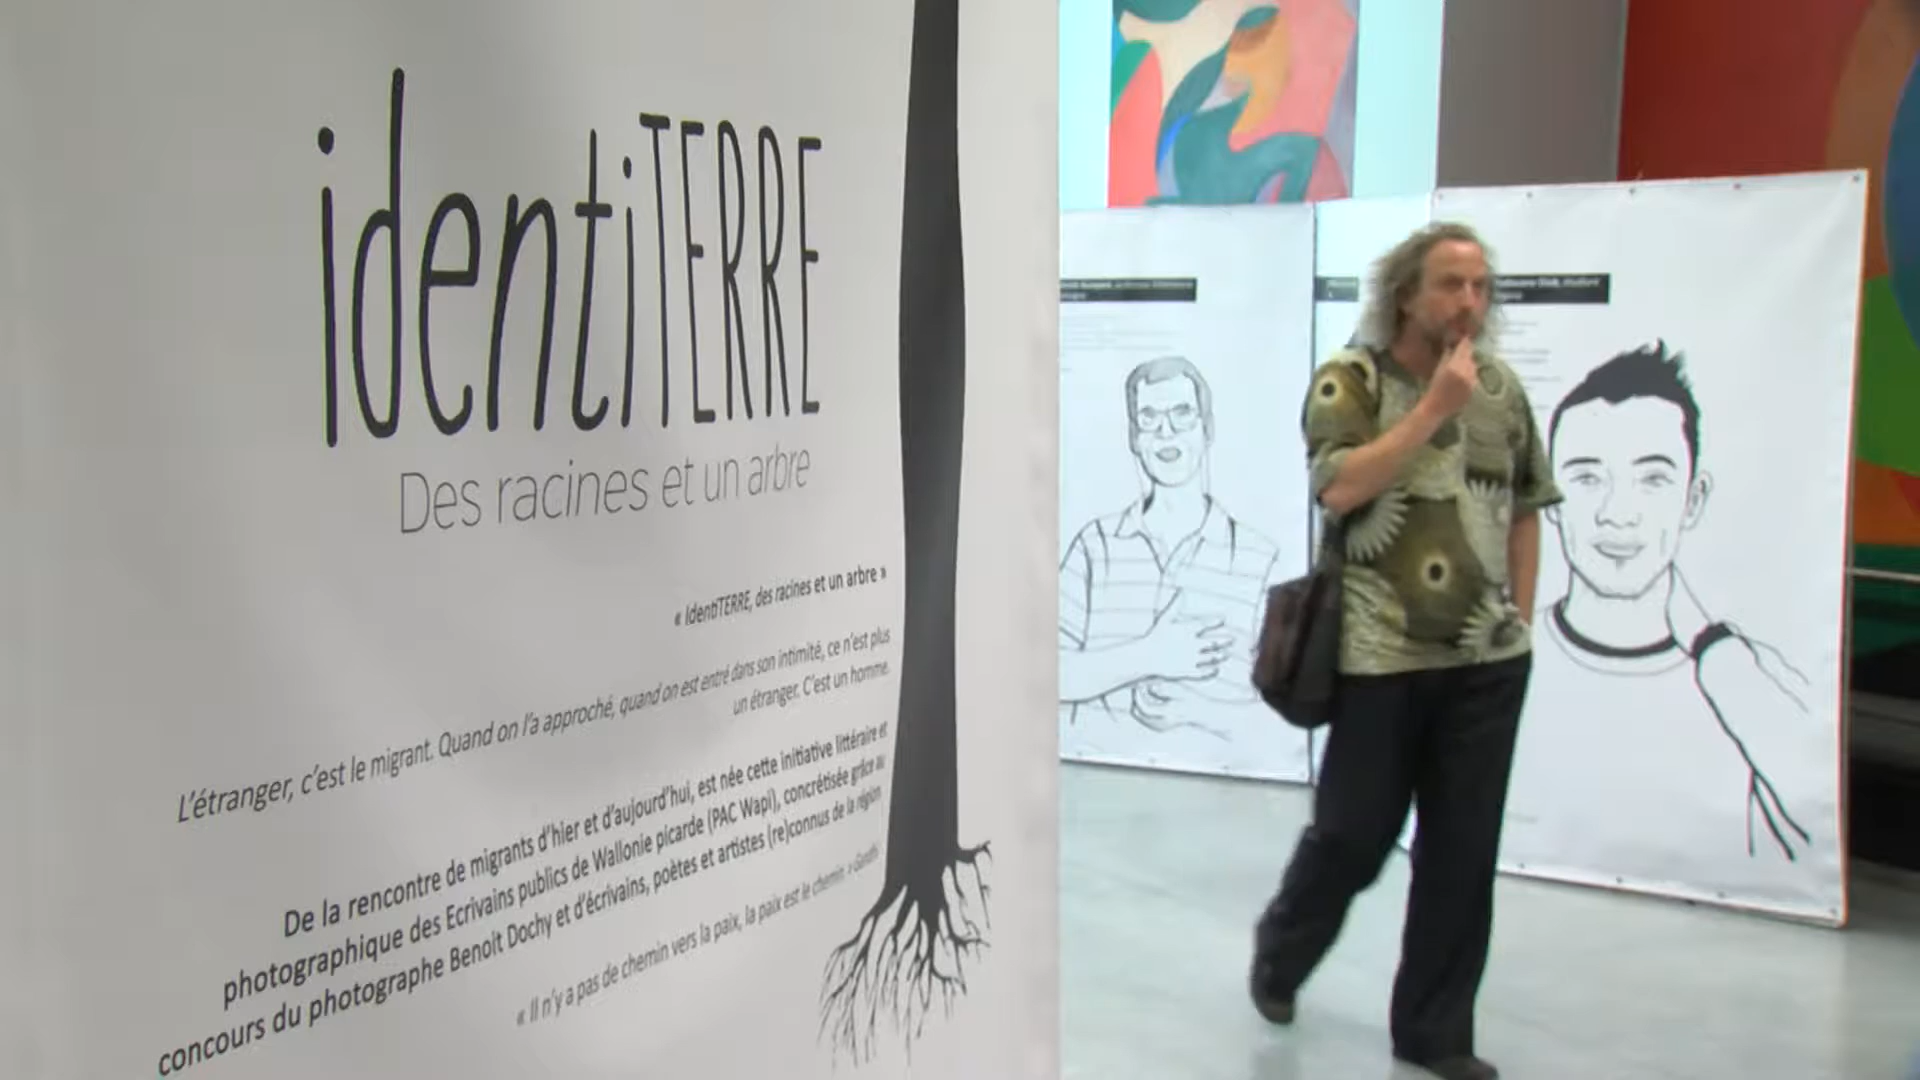 identiTERRE
Des racines et un arbre
« IdentiTERRE, des racines et un arbre »
L'étranger, c'est le migrant. Quand on l'a approché, quand on est entré dans son intimité, ce n'est plus
un étranger. C'est un homme.
De la rencontre de migrants d'hier et d'aujourd'hui, est née cette initiative littéraire et
photographique des Ecrivains publics de Wallonie picarde (PAC Wapi), concrétisée grâce au
concours du photographe Benoit Dochy et d'écrivains, poètes et artistes (re)connus de la région
« Il n'y a pas de chemin vers la paix, la paix est le chemin » Gandhi